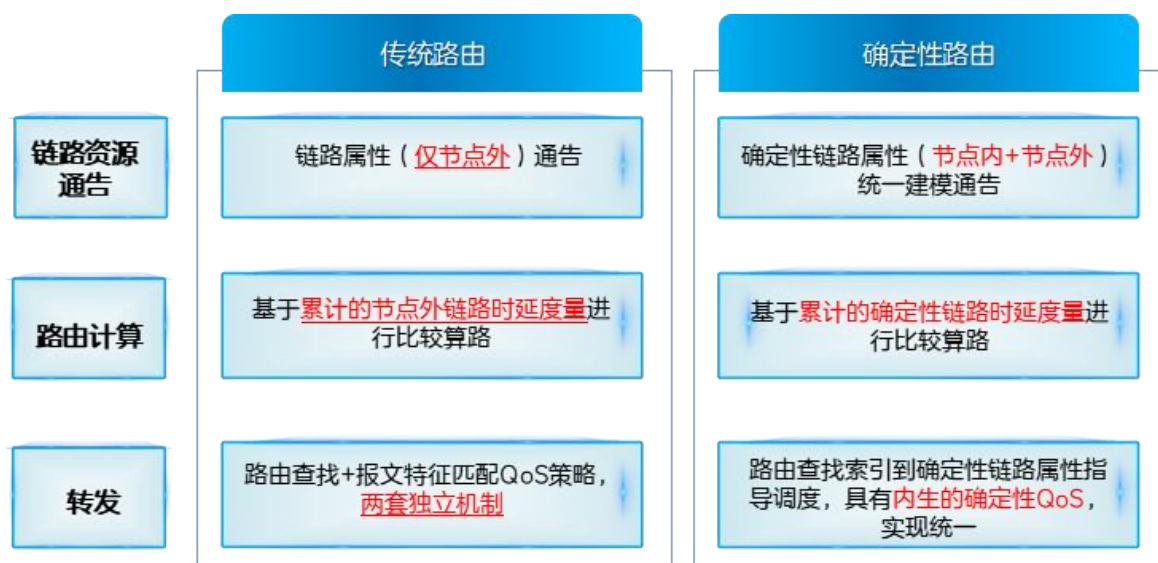 传统路由
确定性路由
链路资源
通告
链路属性（仅节点外）通告
确定性链路属性（节点内+节点外）
统一建模通告
路由计算
基于累计的节点外链路时延度量进
行比较算路
基于累计的确定性链路时延度量进
行比较算路
转发
路由查找+报文特征匹配QoS策略，
两套独立机制
路由查找索引到确定性链路属性指
导调度，具有内生的确定性QoS，
实现统一